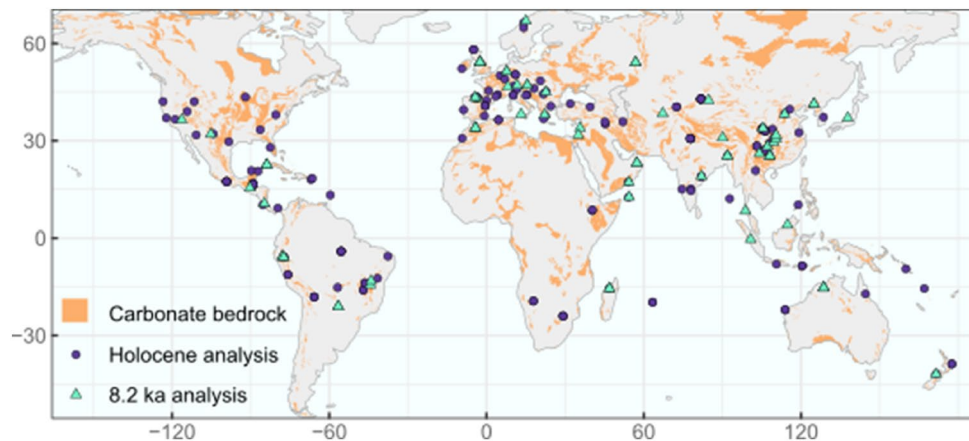 60
30
0
−30
Carbonate bedrock
Holocene analysis
8.2 ka analysis
−120 −60 0 60 120